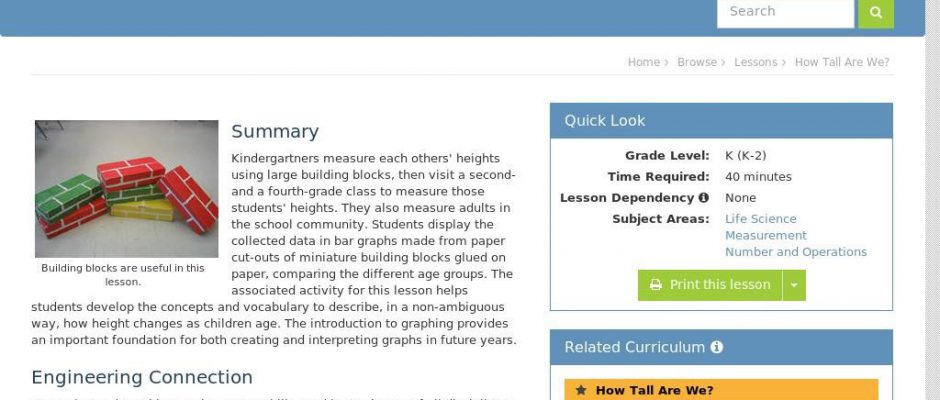 Search
Home › Browse › Lessons › How Tall Are We?
Summary
Kindergartners measure each others' heights
using large building blocks, then visit a second-
and a fourth-grade class to measure those
students' heights. They also measure adults in
the school community. Students display the
collected data in bar graphs made from paper
cut-outs of miniature building blocks glued on
paper, comparing the different age groups. The
associated activity for this lesson helps
students develop the concepts and vocabulary to describe, in a non-ambiguous
way, how height changes as children age. The introduction to graphing provides
an important foundation for both creating and interpreting graphs in future years.
Building blocks are useful in this
lesson.
Engineering Connection
Quick Look
Grade Level: K (K-2)
Time Required: 40 minutes
Lesson Dependency None
Subject Areas: Life Science
Measurement
Number and Operations
Print this lesson
Related Curriculum
How Tall Are We?